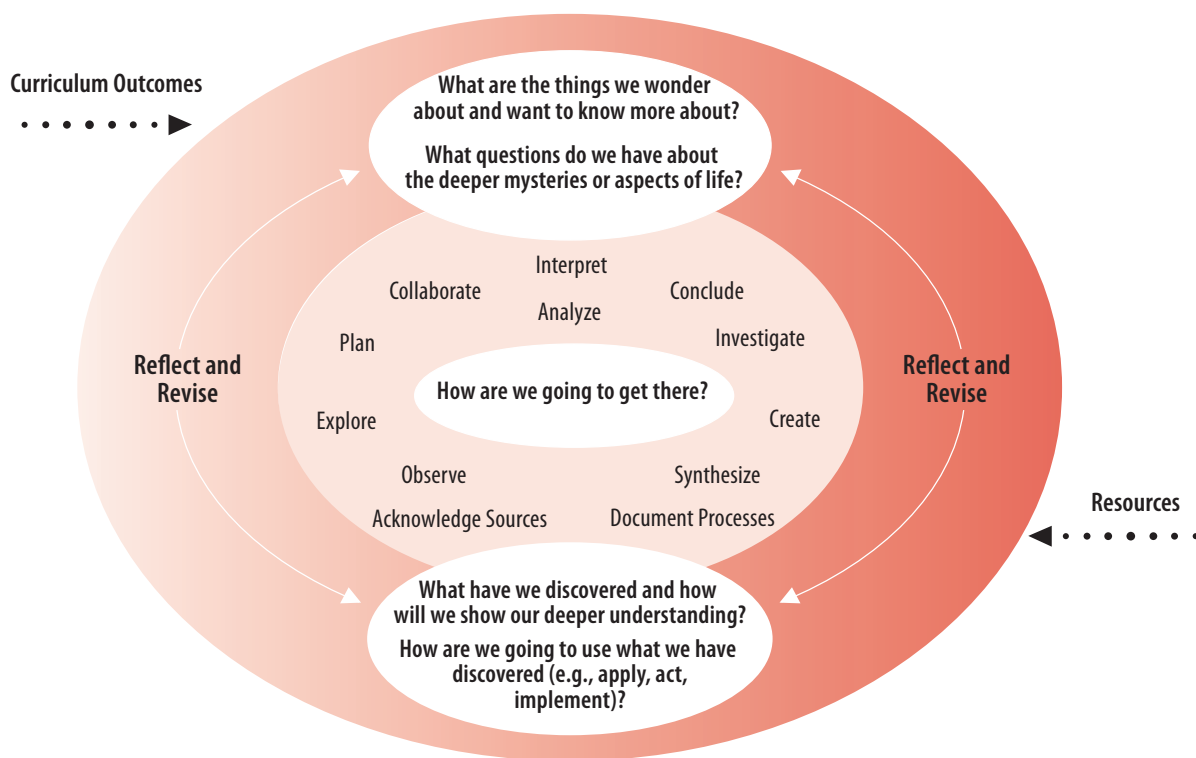 Curriculum Outcomes
What are the things we wonder
about and want to know more about?
What questions do we have about
the deeper mysteries or aspects of life?
Interpret
Collaborate
Conclude
Analyze
Plan
Investigate
Reflect and
Revise
How are we going to get there?
Reflect and
Revise
Explore
Create
Observe
Synthesize
Acknowledge Sources
Document Processes
Resources
What have we discovered and how
will we show our deeper understanding?
How are we going to use what we have
discovered (e.g., apply, act,
implement)?